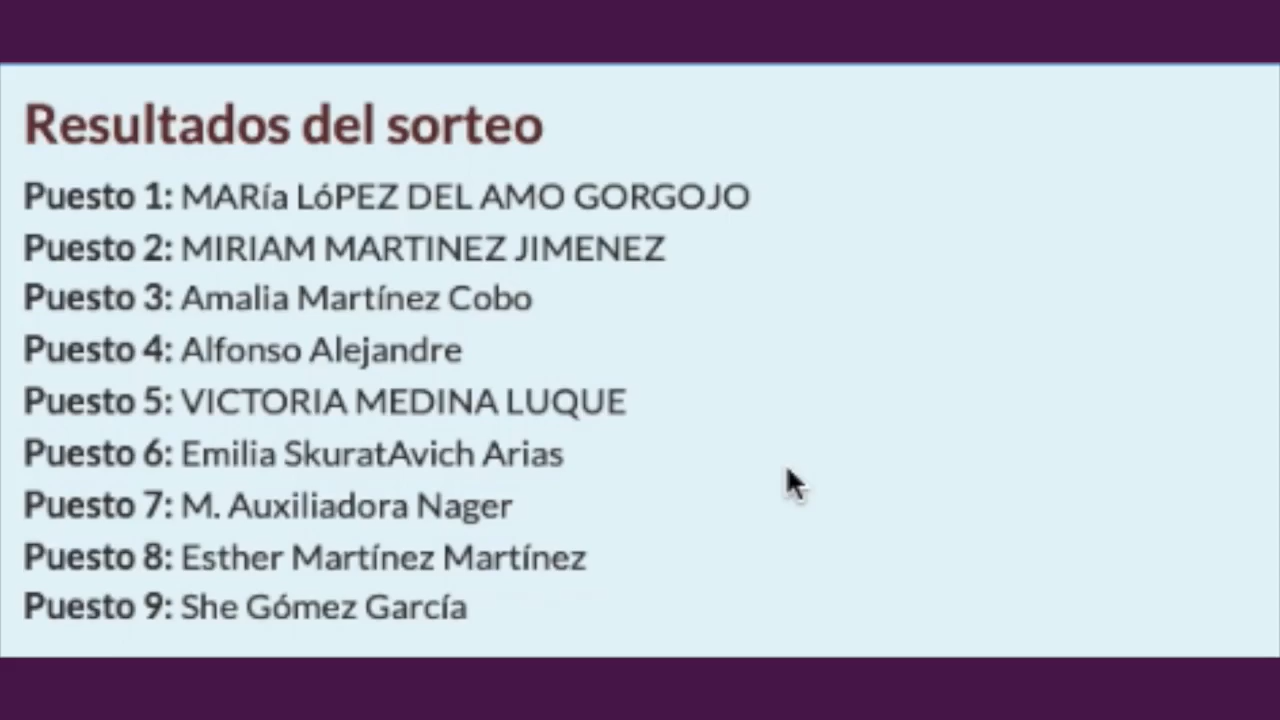 Resultados del sorteo
Puesto 1: MARía LóPEZ DEL AMO GORGOJO
Puesto 2: MIRIAM MARTINEZ JIMENEZ
Puesto 3: Amalia Martínez Cobo
Puesto 4: Alfonso Alejandre
Puesto 5: VICTORIA MEDINA LUQUE
Puesto 6: Emilia SkuratAvich Arias
Puesto 7: M. Auxiliadora Nager
Puesto 8: Esther Martínez Martínez
Puesto 9: She Gómez García